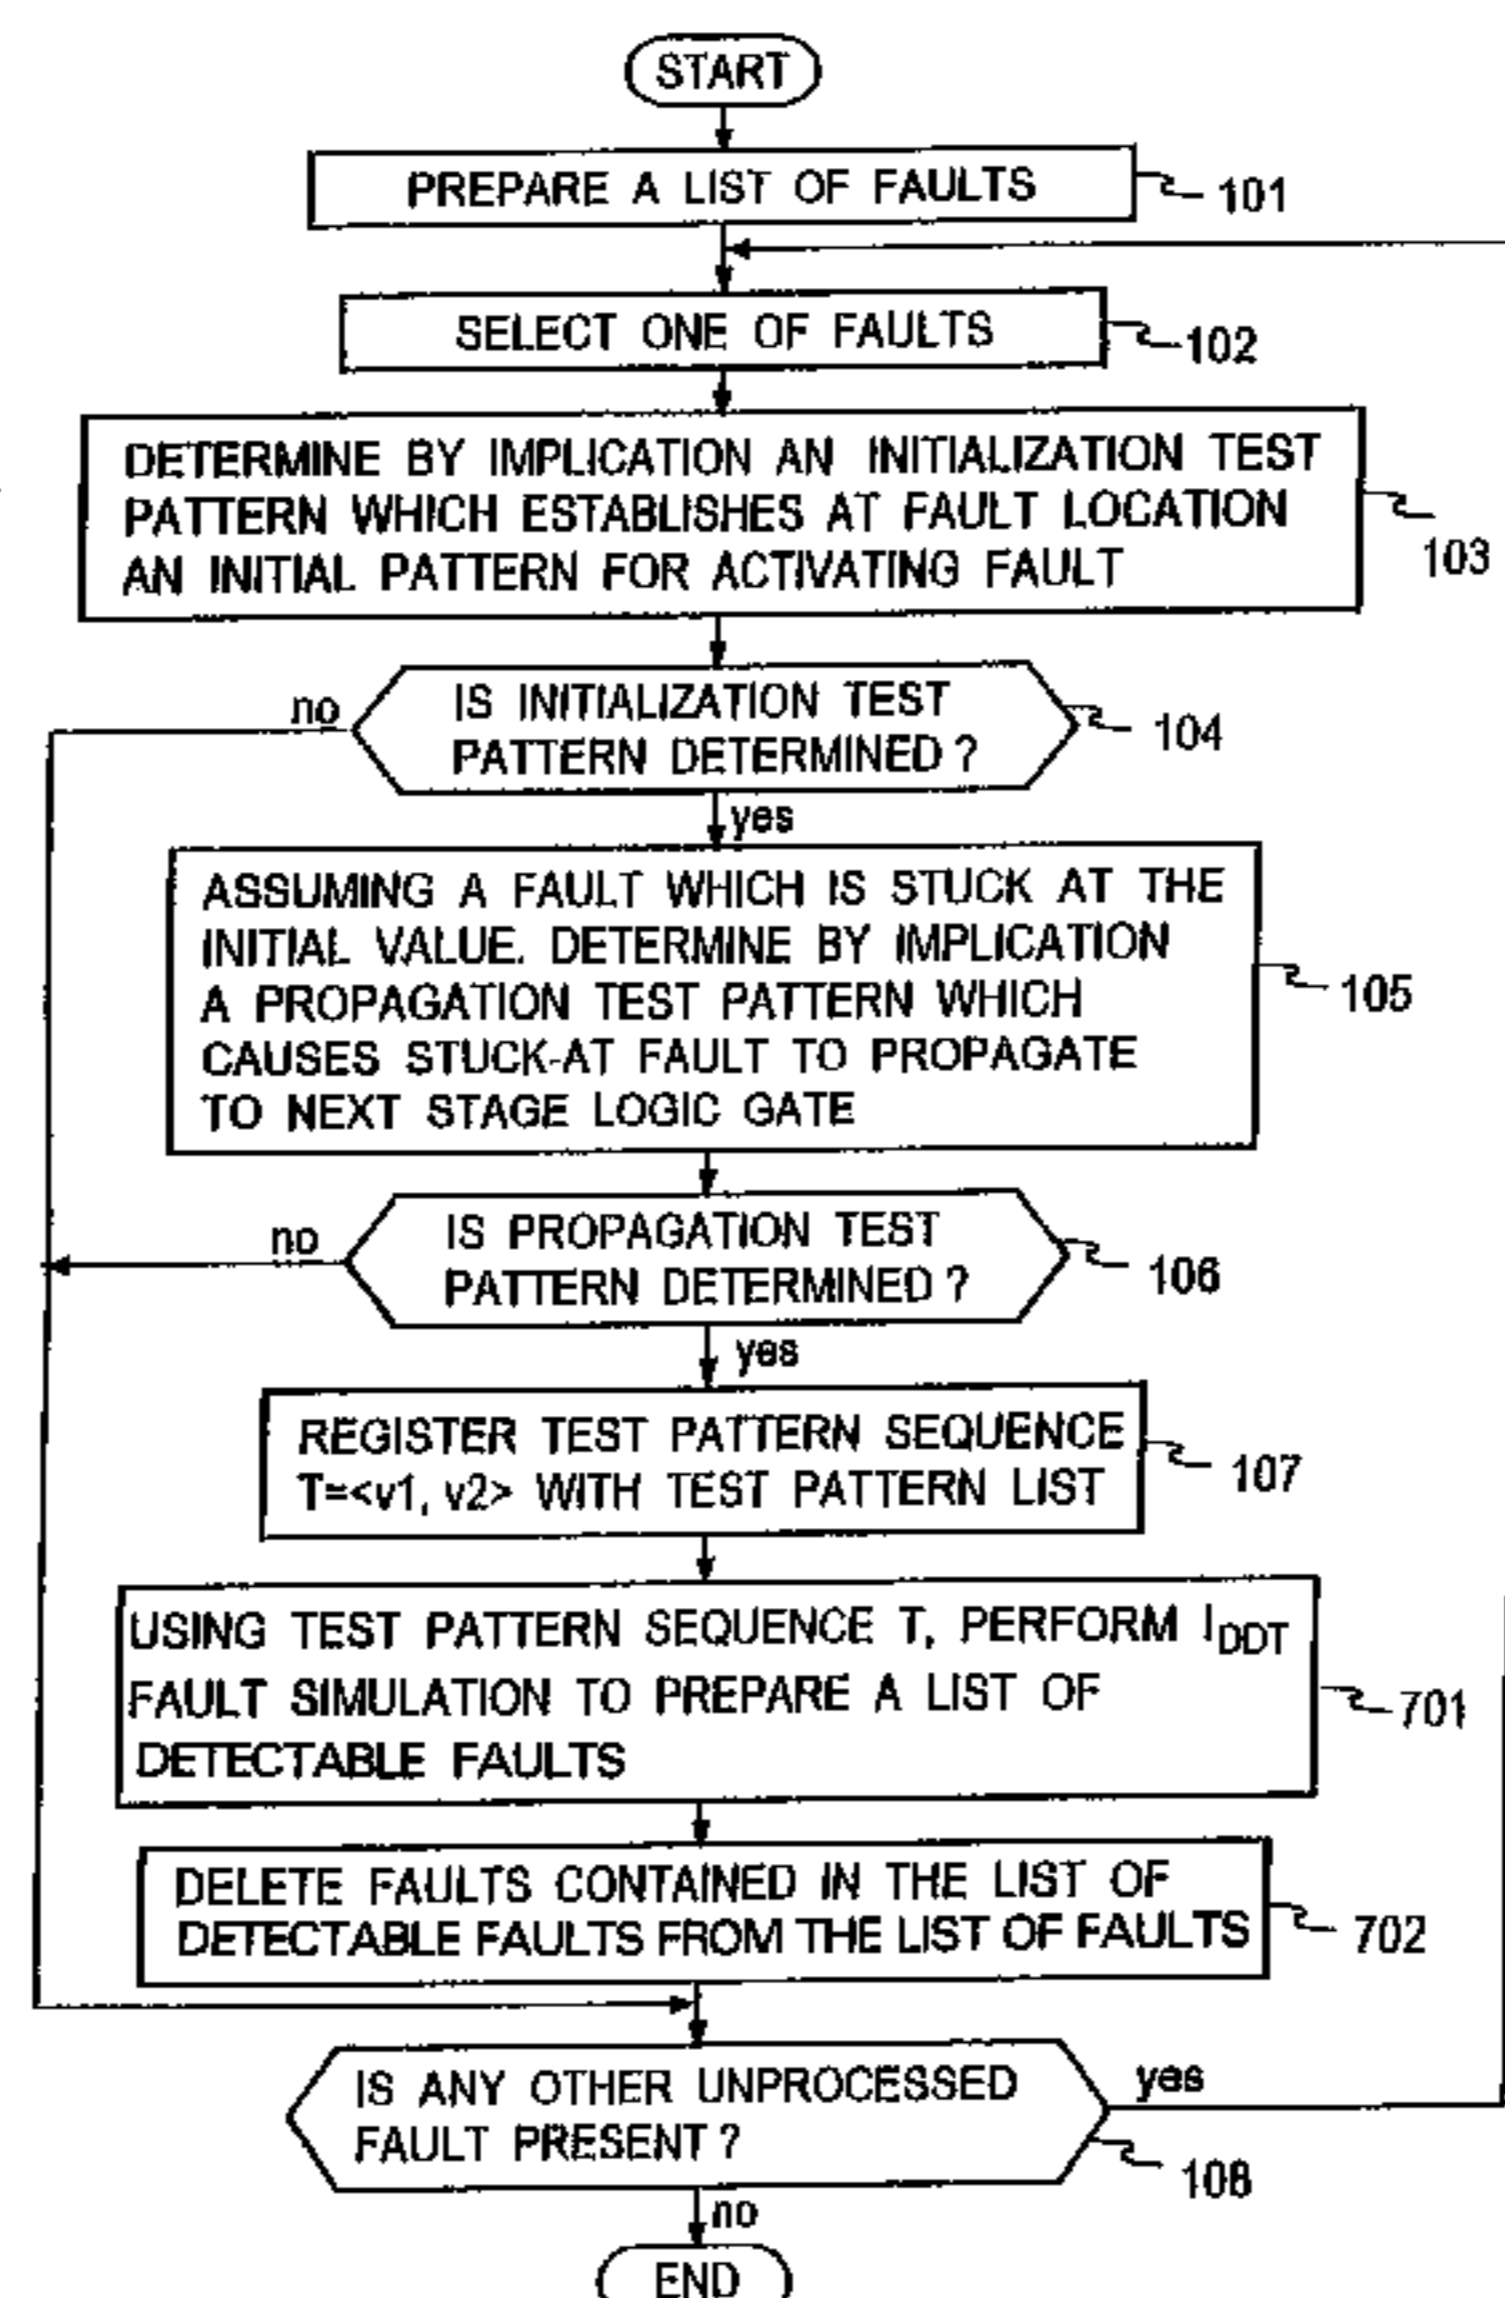 START
PREPARE A LIST OF FAULTS
101
SELECT ONE OF FAULTS
102
DETERMINE BY IMPLICATION AN INITIALIZATION TEST
PATTERN WHICH ESTABLISHES AT FAULT LOCATION
AN INITIAL PATTERN FOR ACTIVATING FAULT
103
no
IS INITIALIZATION TEST
PATTERN DETERMINED ?
104
yes
ASSUMING A FAULT WHICH IS STUCK AT THE
INITIAL VALUE. DETERMINE BY IMPLICATION
A PROPAGATION TEST PATTERN WHICH
CAUSES STUCK-AT FAULT TO PROPAGATE
TO NEXT STAGE LOGIC GATE
105
no
IS PROPAGATION TEST
PATTERN DETERMINED ?
106
yes
REGISTER TEST PATTERN SEQUENCE
T=<v1, v2> WITH TEST PATTERN LIST
107
USING TEST PATTERN SEQUENCE T, PERFORM IDDT
FAULT SIMULATION TO PREPARE A LIST OF
DETECTABLE FAULTS
701
DELETE FAULTS CONTAINED IN THE LIST OF
DETECTABLE FAULTS FROM THE LIST OF FAULTS
702
IS ANY OTHER UNPROCESSED
FAULT PRESENT ?
yes
108
no
END